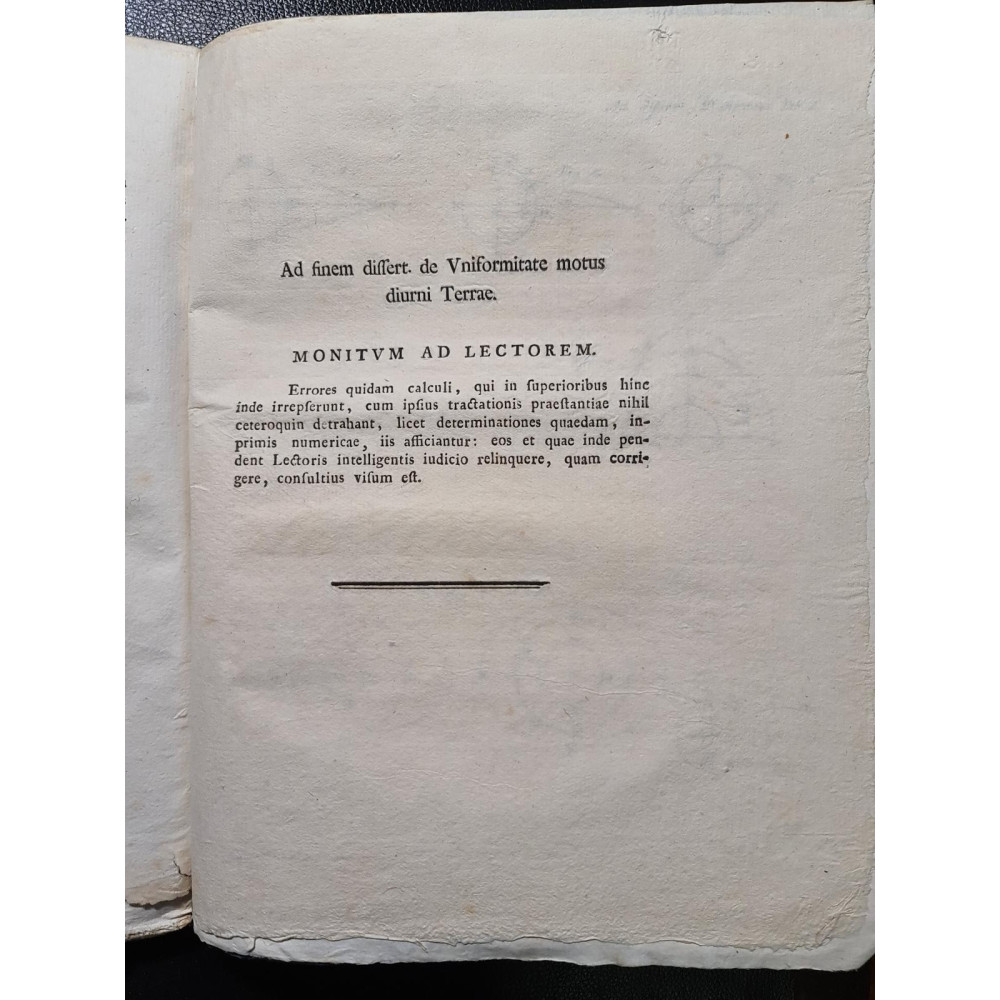 Ad finem diſſert. de Vniformitate motus
diurni Terrae.
MONITVM AD LECTOREM.
Errores quidam calculi, qui in ſuperioribus hinc
inde irrepſerunt, cum ipſius tractationis praeſtantiae nihil
ceteroquin detrahant, licet determinationes quaedam, in-
primis numericae, iis afficiantur: eos et quae inde pen-
dent Lectoris intelligentis iudicio relinquere, quam corri-
gere, conſultius viſum eſt.